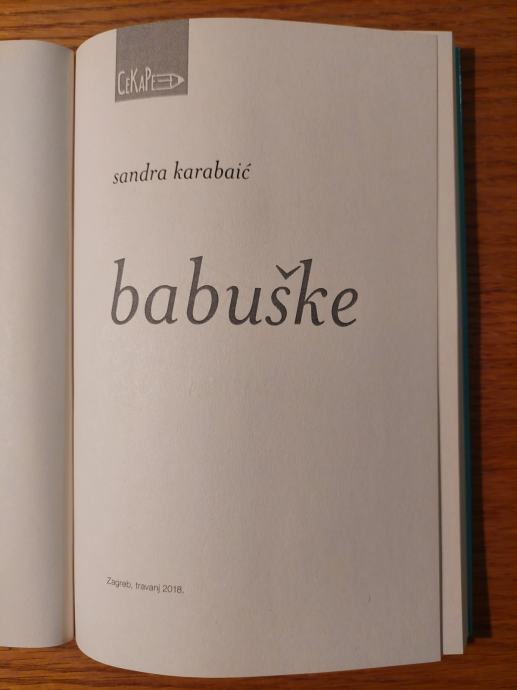 CeKaPe
sandra karabaić
babuške
Zagreb, travanj 2018.